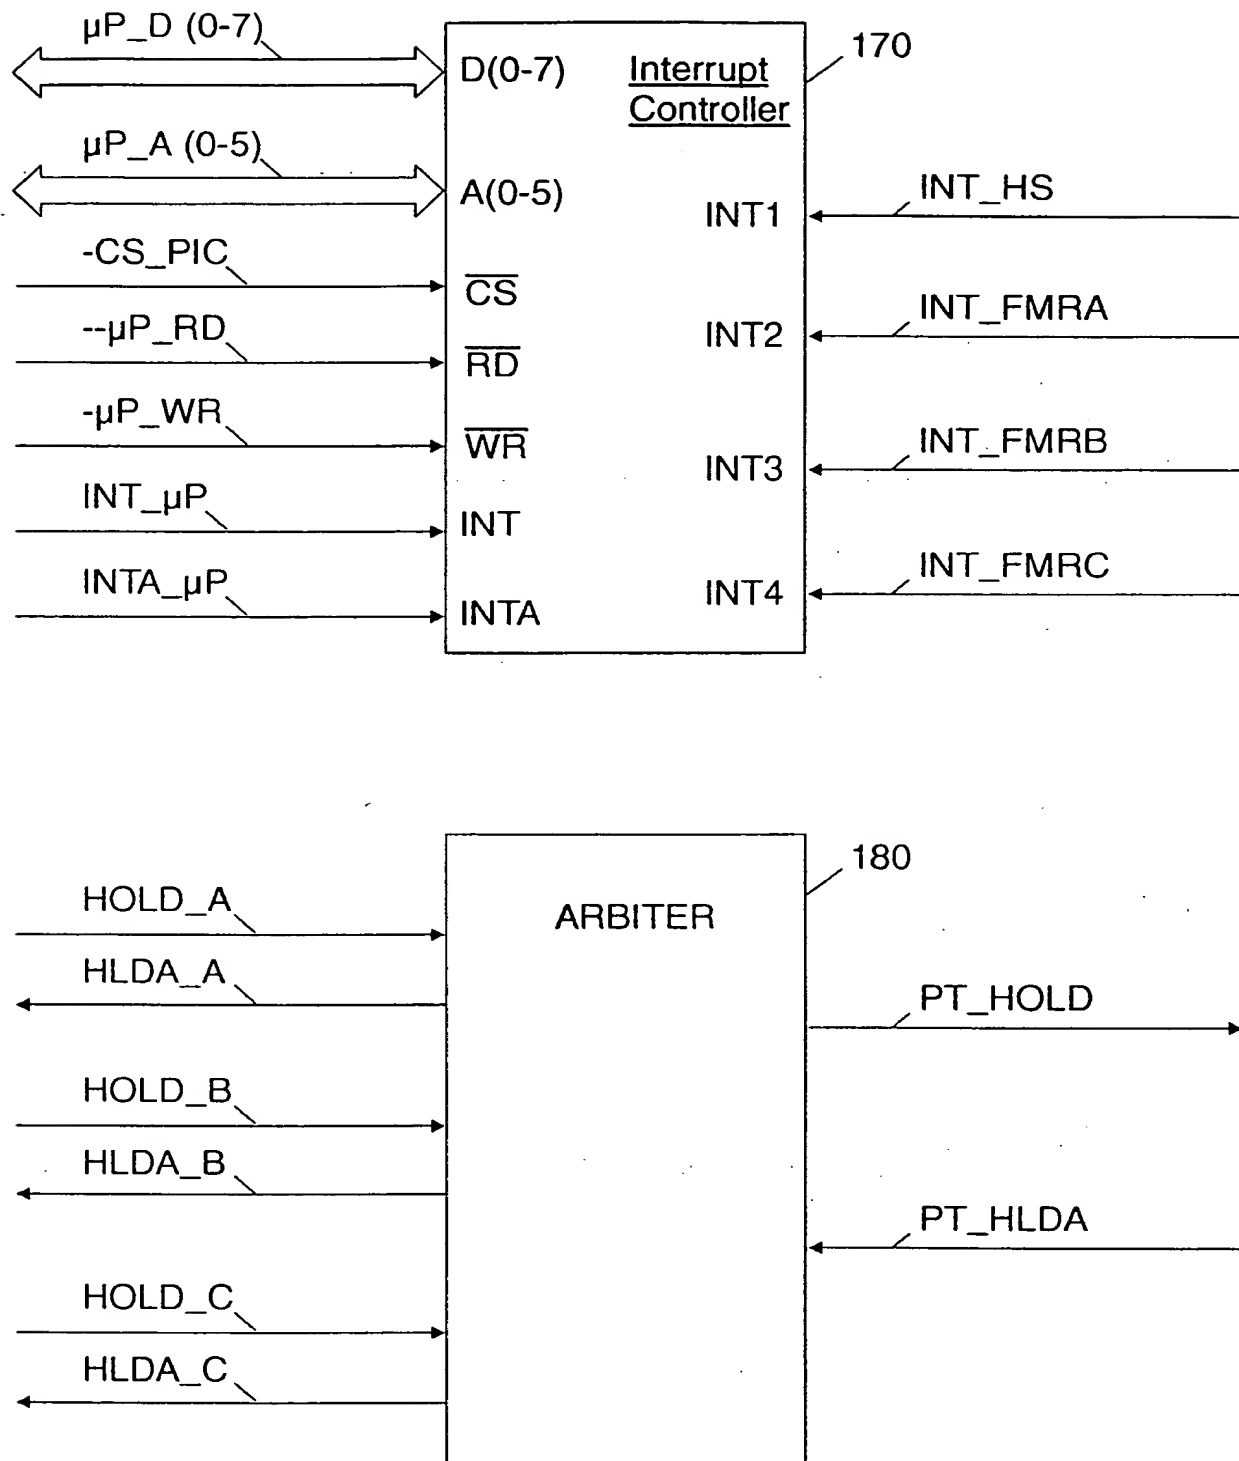 µP_D (0-7)
D(0-7)
Interrupt
Controller
170
µP_A (0-5)
A(0-5)
INT1
INT_HS
-CS_PIC
CS
INT2
INT_FMRA
--µP_RD
RD
-µP_WR
WR
INT3
INT_FMRB
INT_µP
INT
INTA_µP
INTA
INT4
INT_FMRC
180
ARBITER
HOLD_A
HLDA_A
PT_HOLD
HOLD_B
HLDA_B
PT_HLDA
HOLD_C
HLDA_C